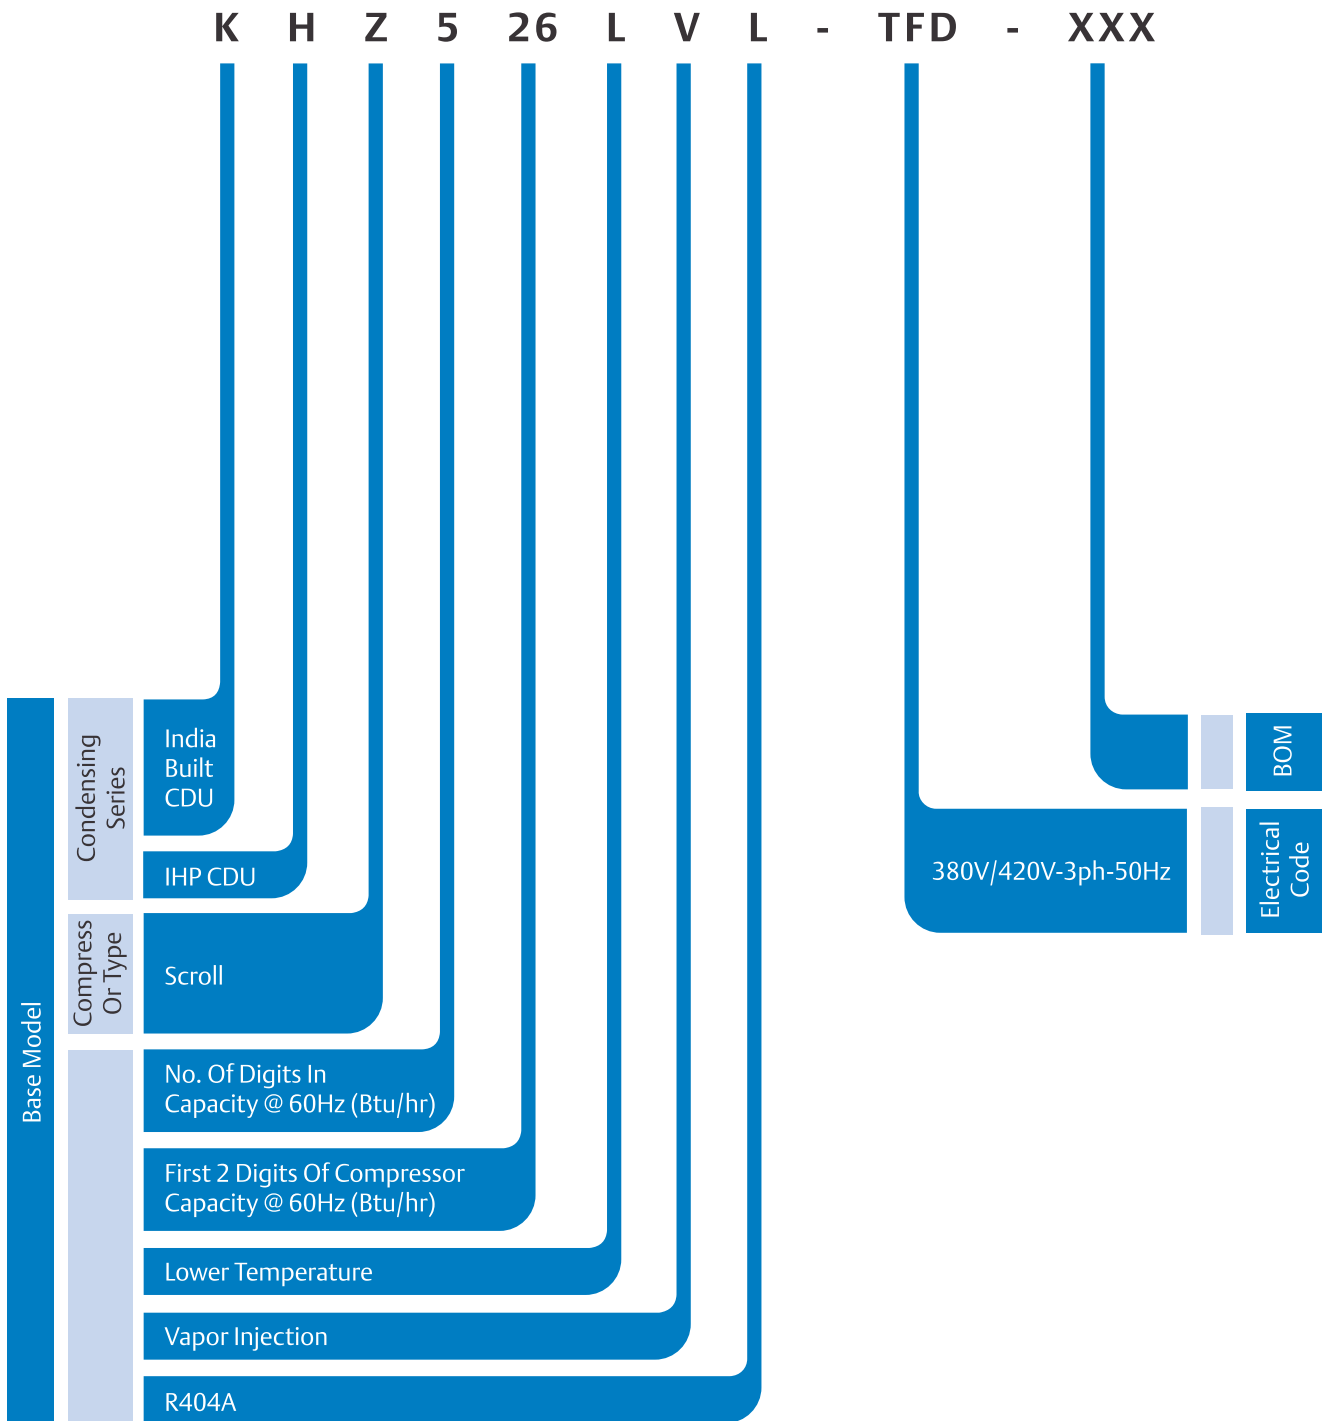 K H Z 5 26 L V L - TFD - XXX
Base Model
Condensing
Series
India
Built
CDU
IHP CDU
Compress
Or Type
Scroll
No. Of Digits In
Capacity @ 60Hz (Btu/hr)
First 2 Digits Of Compressor
Capacity @ 60Hz (Btu/hr)
Lower Temperature
Vapor Injection
R404A
BOM
380V/420V-3ph-50Hz
Electrical
Code